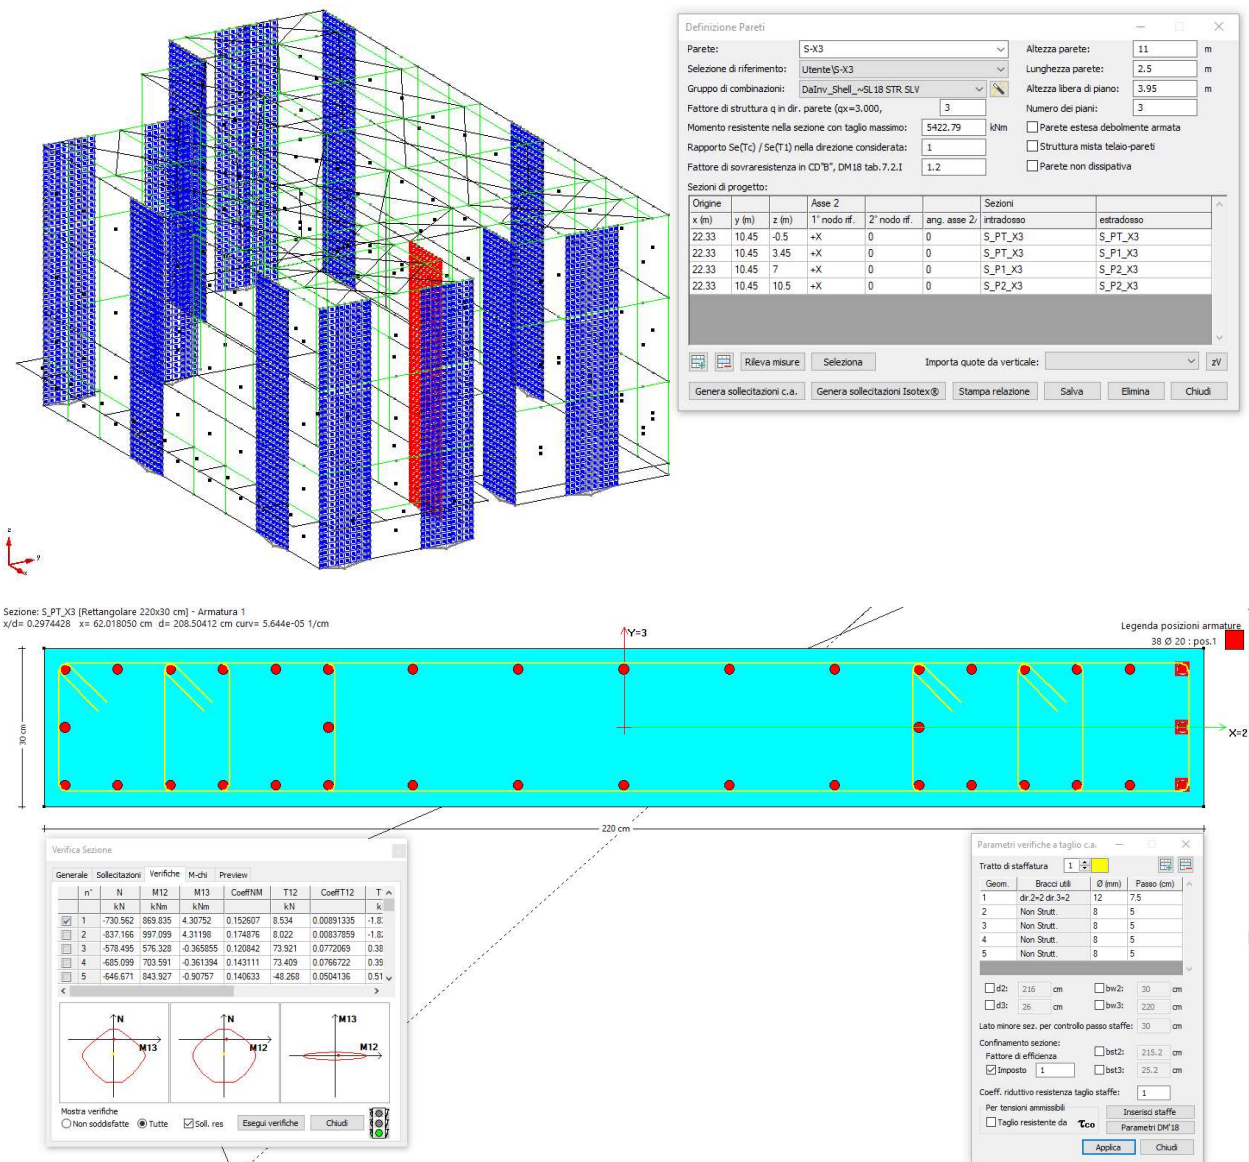 Definizione Pareti
Parete: S-X3 Altezza parete: 11 m
Selezione di riferimento: Utente\S-X3 Lunghezza parete: 2.5 m
Gruppo di combinazioni: DaInv_Shell_~SL18 STR SLV Altezza libera di piano: 3.95 m
Fattore di struttura q in dir. parete (qx=3.000, 3 Numero dei piani: 3
Momento resistente nella sezione con taglio massimo: 5422.79 kNm Parete estesa debolmente armata
Rapporto Se(Tc) / Se(T1) nella direzione considerata: 1 Struttura mista telaio-pareti
Fattore di sovraresistenza in CD"B", DM18 tab.7.2.I 1.2 Parete non dissipativa
Sezioni di progetto:
Origine Asse 2 Sezioni
x (m) y (m) z (m) 1° nodo rif. 2° nodo rif. ang. asse 2/ intradosso estradosso
22.33 10.45 -0.5 +X 0 0 S_PT_X3 S_PT_X3
22.33 10.45 3.45 +X 0 0 S_PT_X3 S_P1_X3
22.33 10.45 7 +X 0 0 S_P1_X3 S_P2_X3
22.33 10.45 10.5 +X 0 0 S_P2_X3 S_P2_X3
Rileva misure Seleziona Importa quote da verticale: zV
Genera sollecitazioni c.a. Genera sollecitazioni Isotex® Stampa relazione Salva Elimina Chiudi
z
y
x
Sezione: S_PT_X3 [Rettangolare 220x30 cm] - Armatura 1
x/d= 0.2974428 x= 62.018050 cm d= 208.50412 cm curv= 5.644e-05 1/cm
Legenda posizioni armature
38 Ø 20 : pos.1
Y=3
30 cm
X=2
220 cm
Verifica Sezione
Generale Sollecitazioni Verifiche M-chi Preview
n° N M12 M13 CoeffNM T12 CoeffT12 T
kN kNm kNm kN k
1 -730.562 869.835 4.30752 0.152607 8.534 0.00891335 -1.8
2 -837.166 997.099 4.31198 0.174876 8.022 0.00837859 -1.8
3 -578.495 576.328 -0.365855 0.120842 73.921 0.0772069 0.38
4 -685.099 703.591 -0.361394 0.143111 73.409 0.0766722 0.39
5 -646.671 843.927 -0.90757 0.140633 -48.268 0.0504136 0.51
N N M13
M13 M12 M12
Mostra verifiche
Non soddisfatte Tutte Soll. res Esegui verifiche Chiudi
Parametri verifiche a taglio c.a.
Tratto di staffatura 1
Geom. Bracci utili Ø (mm) Passo (cm)
1 dir.2=2 dir.3=2 12 7.5
2 Non Strutt. 8 5
3 Non Strutt. 8 5
4 Non Strutt. 8 5
5 Non Strutt. 8 5
d2: 216 cm bw2: 30 cm
d3: 26 cm bw3: 220 cm
Lato minore sez. per controllo passo staffe: 30 cm
Confinamento sezione:
Fattore di efficienza bst2: 215.2 cm
Imposto 1 bst3: 25.2 cm
Coeff. riduttivo resistenza taglio staffe: 1
Per tensioni ammissibili Inserisci staffe
Taglio resistente da τco Parametri DM'18
Applica Chiudi